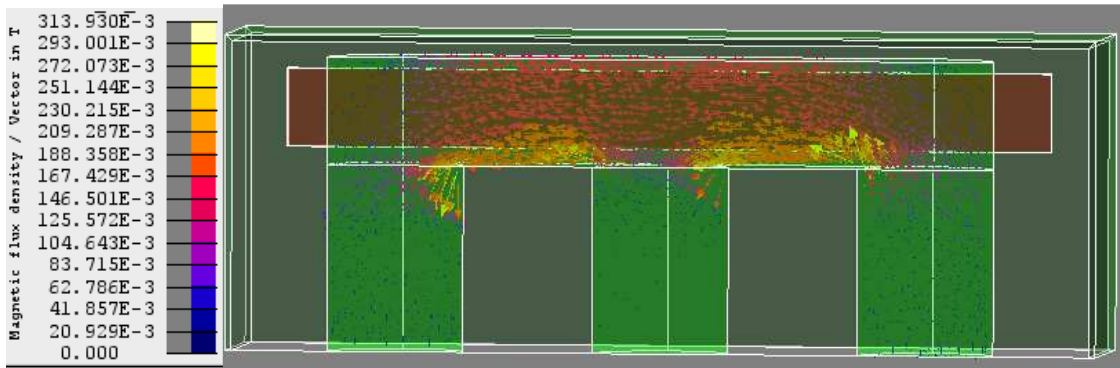 Magnetic flux density / Vector in T
313.930E-3
293.001E-3
272.073E-3
251.144E-3
230.215E-3
209.287E-3
188.358E-3
167.429E-3
146.501E-3
125.572E-3
104.643E-3
83.715E-3
62.786E-3
41.857E-3
20.929E-3
0.000